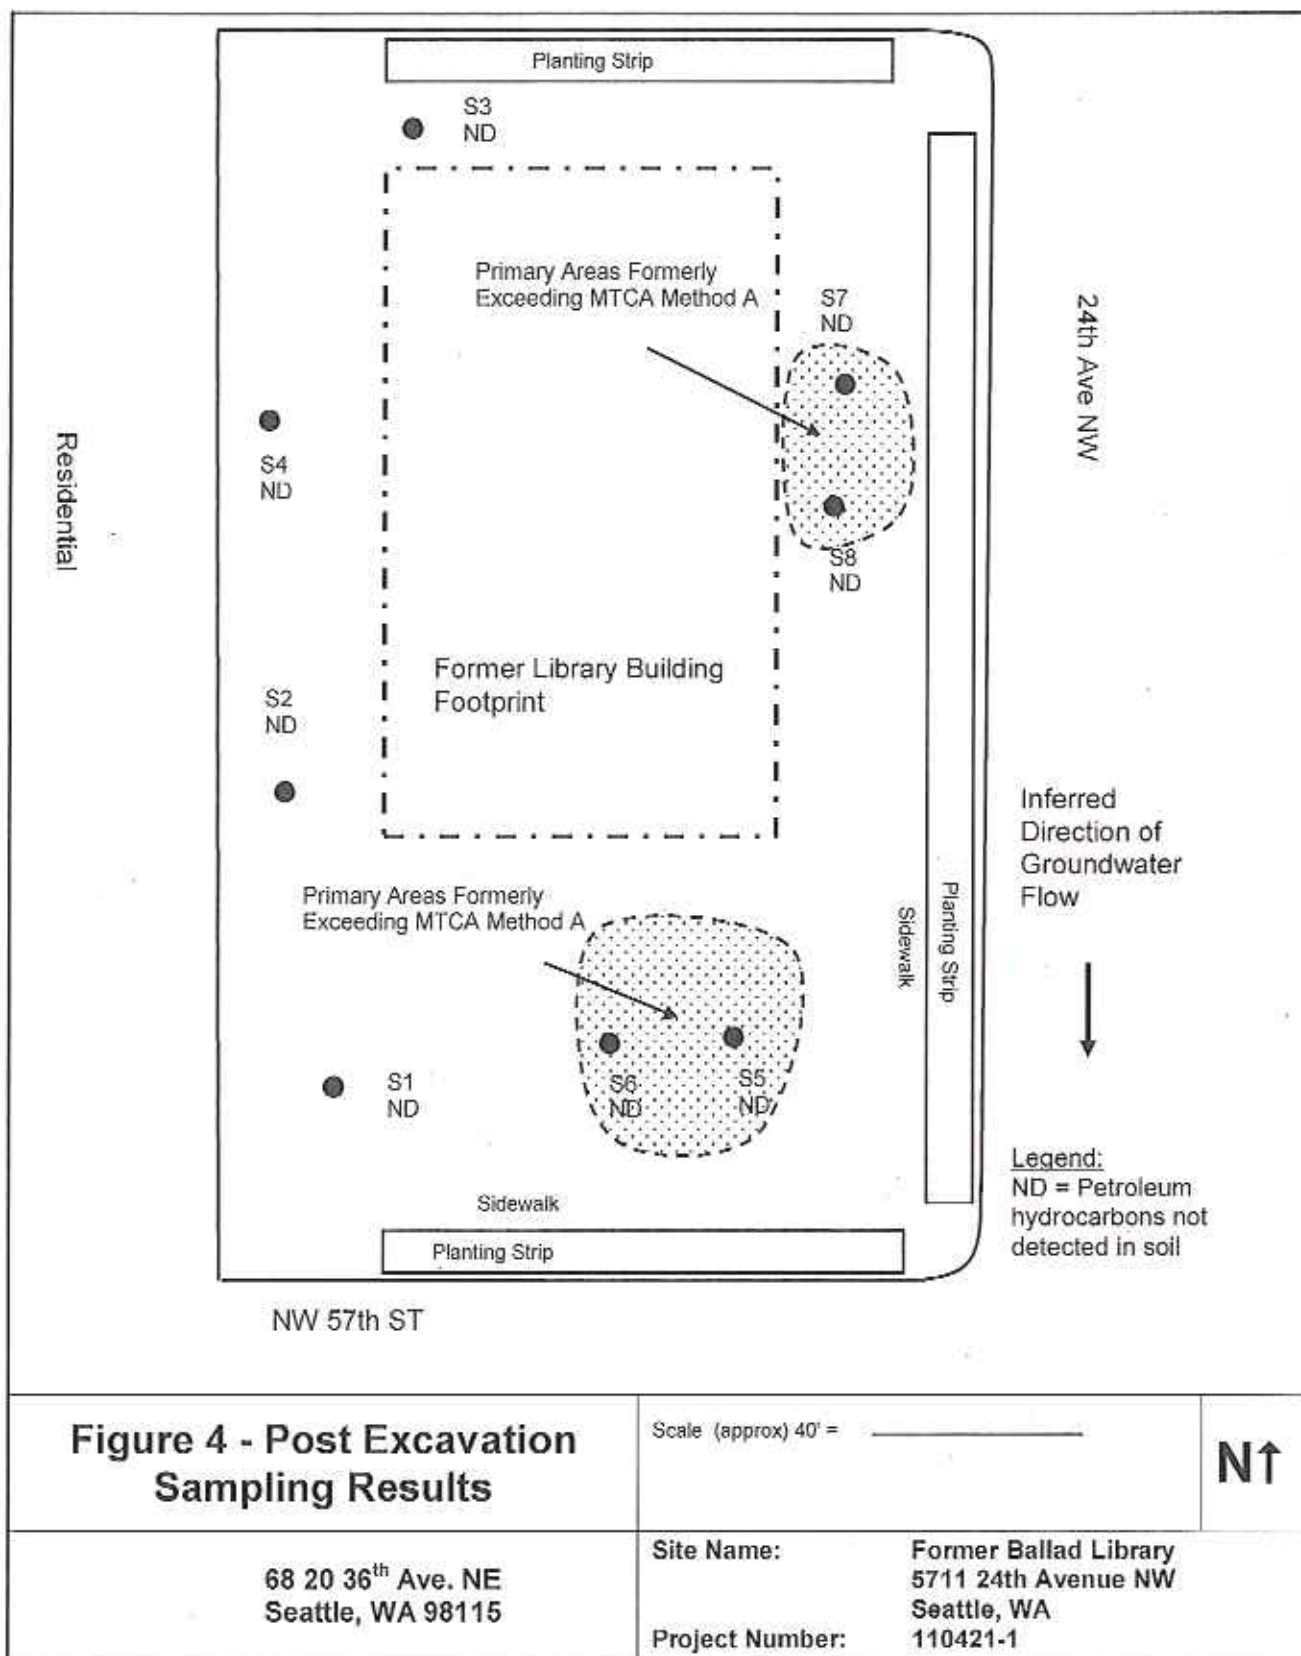 Planting Strip
S3
ND
Primary Areas Formerly
Exceeding MTCA Method A
S7
ND
24th Ave NW
Residential
S4
ND
S8
ND
Former Library Building
Footprint
S2
ND
Inferred
Direction of
Groundwater
Flow
Primary Areas Formerly
Exceeding MTCA Method A
Sidewalk
Planting Strip
S1
ND
S6
ND
S5
ND
Legend:
ND = Petroleum
hydrocarbons not
detected in soil
Sidewalk
Planting Strip
NW 57th ST
Figure 4 - Post Excavation
Sampling Results
Scale (approx) 40' =
N↑
68 20 36th Ave. NE
Seattle, WA 98115
Site Name: Former Ballad Library
5711 24th Avenue NW
Seattle, WA
Project Number: 110421-1